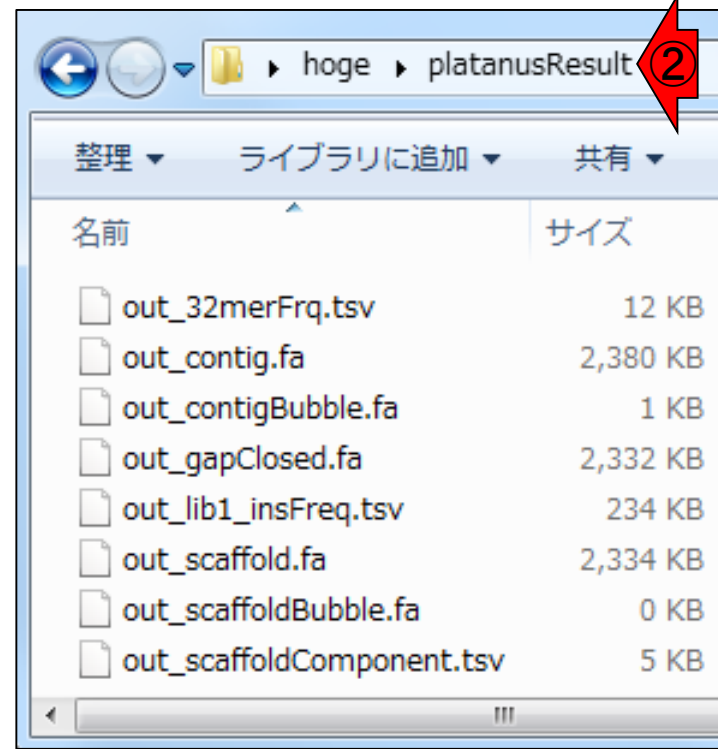 hoge ▸ platanusResult ②
整理 ▼ ライブラリに追加 ▼ 共有 ▼
名前 サイズ
out_32merFrq.tsv 12 KB
out_contig.fa 2,380 KB
out_contigBubble.fa 1 KB
out_gapClosed.fa 2,332 KB
out_lib1_insFreq.tsv 234 KB
out_scaffold.fa 2,334 KB
out_scaffoldBubble.fa 0 KB
out_scaffoldComponent.tsv 5 KB